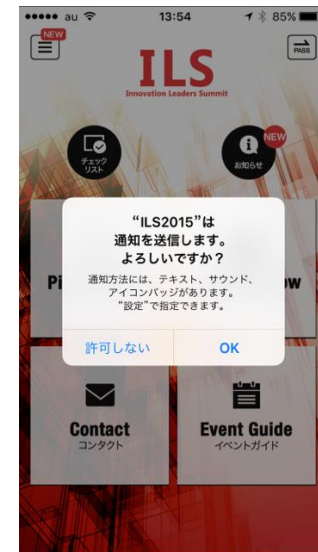 au 13:54 85%
NEW
PASS
ILS
Innovation Leaders Summit
チェック
リスト
NEW
お知らせ
“ILS2015”は
通知を送信します。
よろしいですか？
通知方法には、テキスト、サウンド、
アイコンバッジがあります。
“設定”で指定できます。
許可しない OK
Pi
ow
Contact
コンタクト
Event Guide
イベントガイド